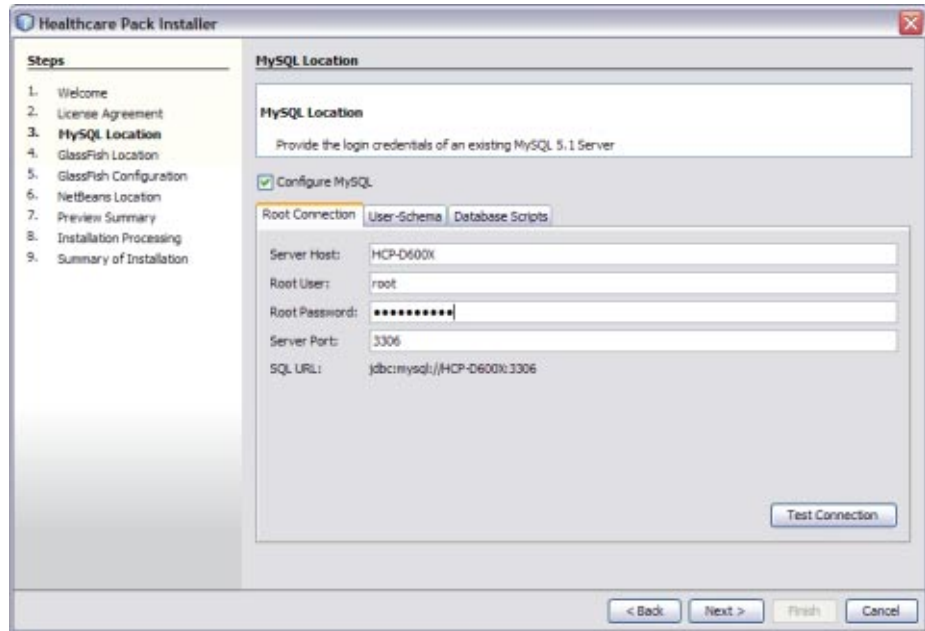 Healthcare Pack Installer
Steps
1. Welcome
2. License Agreement
3. MySQL Location
4. GlassFish Location
5. GlassFish Configuration
6. NetBeans Location
7. Preview Summary
8. Installation Processing
9. Summary of Installation
MySQL Location
MySQL Location
Provide the login credentials of an existing MySQL 5.1 Server
Configure MySQL
Root Connection User-Schema Database Scripts
Server Host: HCP-D600X
Root User: root
Root Password: ••••••••••
Server Port: 3306
SQL URL: jdbc:mysql://HCP-D600X:3306
Test Connection
< Back Next > Finish Cancel